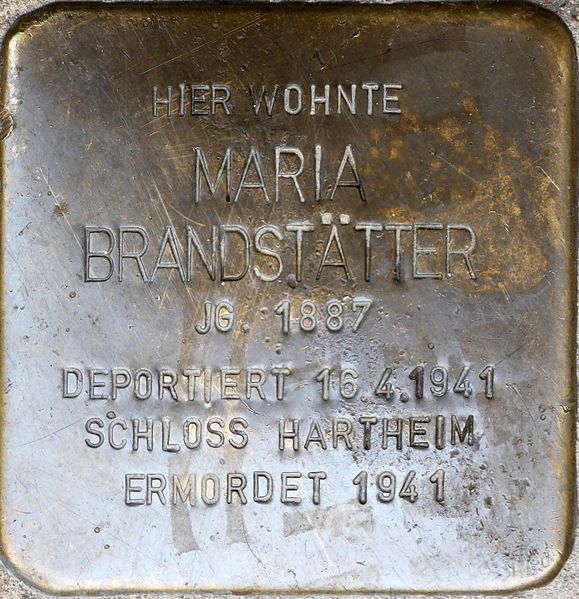 HIER WOHNTE
MARIA
BRANDSTÄTTER
JG. 1887
DEPORTIERT 16.4.1941
SCHLOSS HARTHEIM
ERMORDET 1941